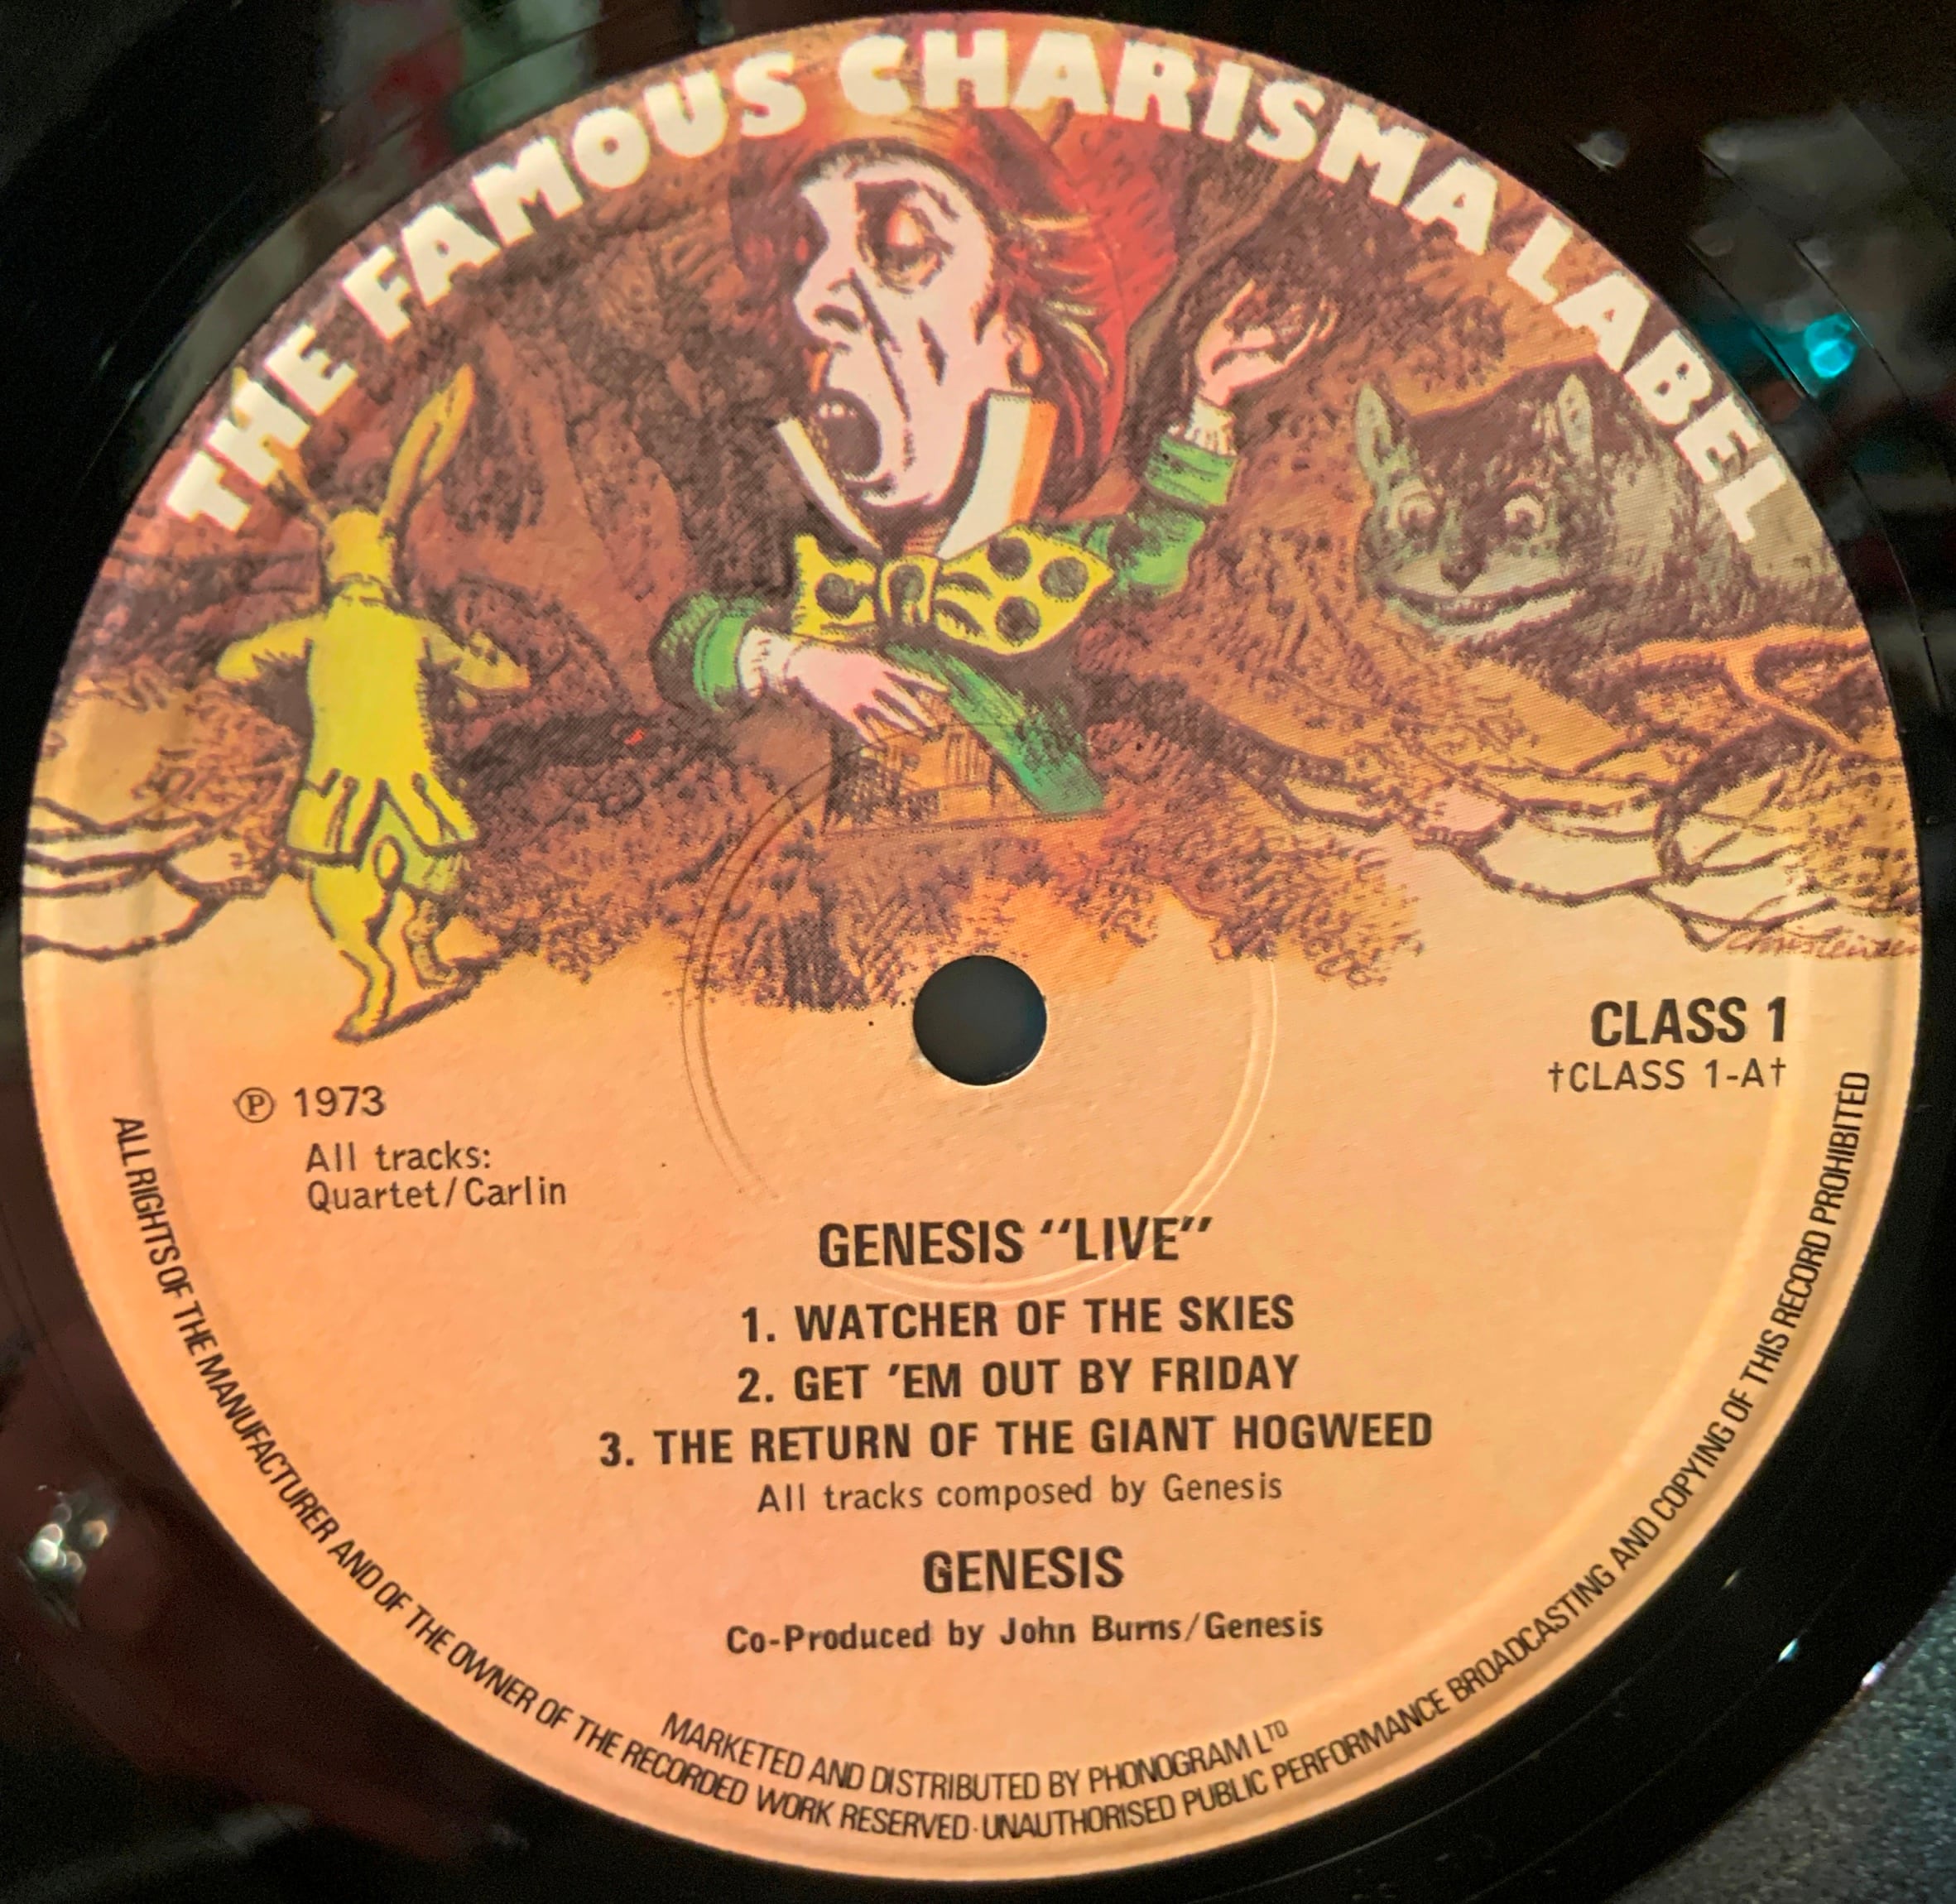 THE FAMOUS CHARISMA LABEL
Christensen
CLASS 1
†CLASS 1-A†
℗ 1973
All tracks:
Quartet/Carlin
GENESIS “LIVE”
1. WATCHER OF THE SKIES
2. GET ’EM OUT BY FRIDAY
3. THE RETURN OF THE GIANT HOGWEED
All tracks composed by Genesis
GENESIS
Co-Produced by John Burns/Genesis
MARKETED AND DISTRIBUTED BY PHONOGRAM LTD
ALL RIGHTS OF THE MANUFACTURER AND OF THE OWNER OF THE RECORDED WORK RESERVED · UNAUTHORISED PUBLIC PERFORMANCE BROADCASTING AND COPYING OF THIS RECORD PROHIBITED